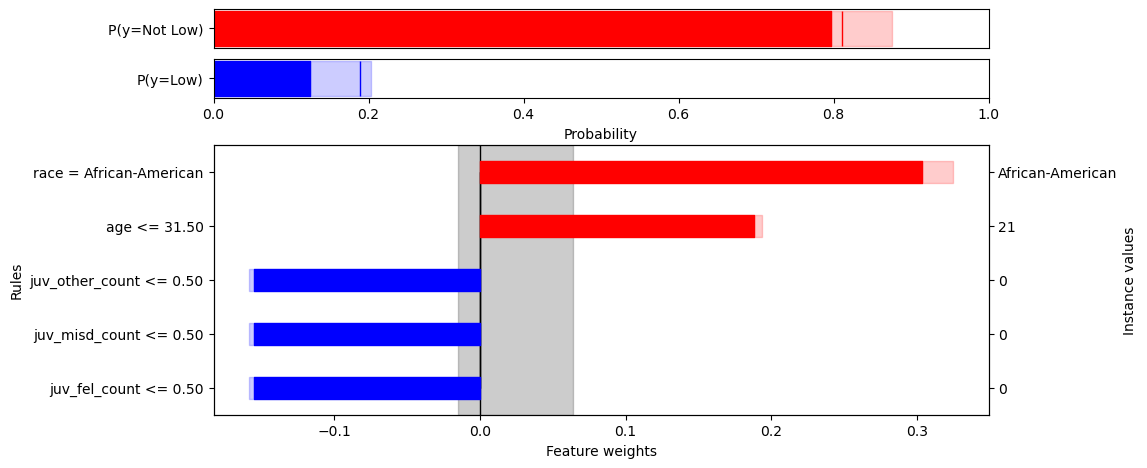 P(y=Not Low)
P(y=Low)
0.0 0.2 0.4 0.6 0.8 1.0
Probability
race = African-American African-American
age <= 31.50 21
juv_other_count <= 0.50 0
juv_misd_count <= 0.50 0
juv_fel_count <= 0.50 0
Rules
Instance values
−0.1 0.0 0.1 0.2 0.3
Feature weights